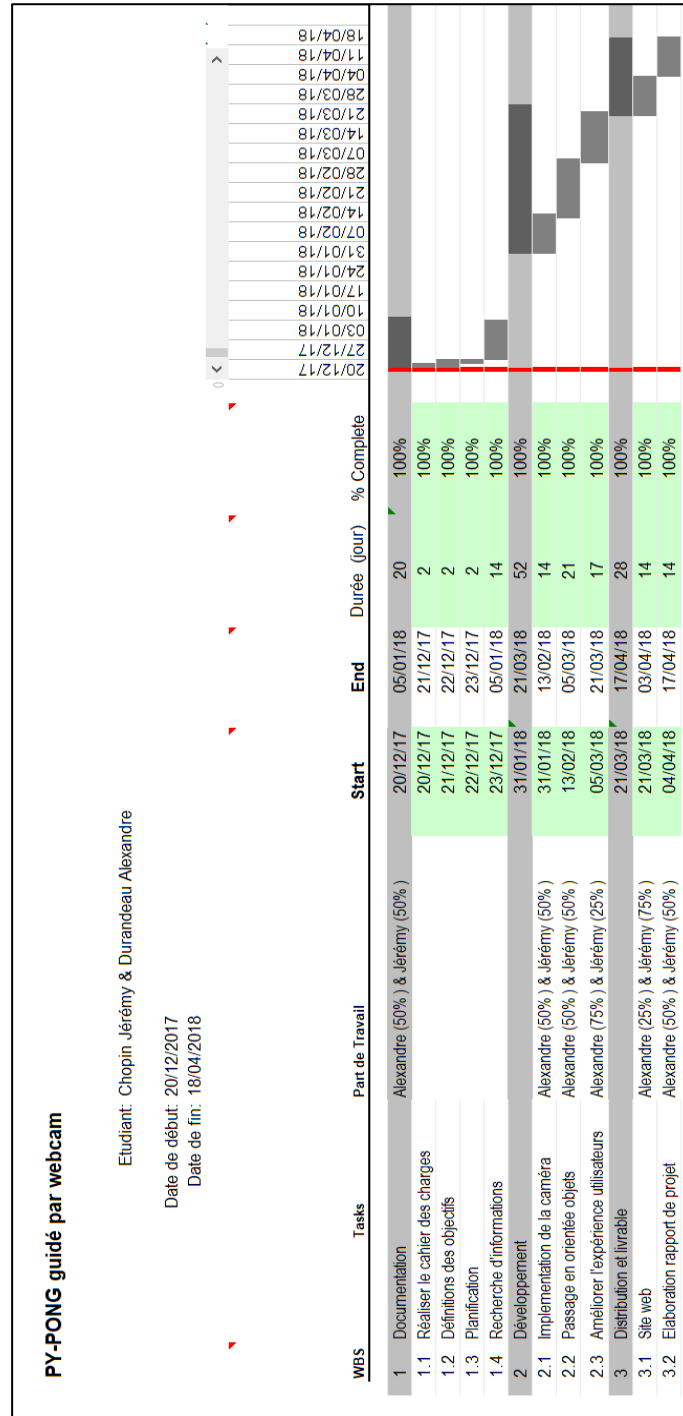 PY-PONG guidé par webcam
Etudiant: Chopin Jérémy & Durandeau Alexandre
Date de début: 20/12/2017
Date de fin: 18/04/2018
0
WBS Tasks Part de Travail Start End Durée (jour) % Complete 20/12/17 27/12/17 03/01/18 10/01/18 17/01/18 24/01/18 31/01/18 07/02/18 14/02/18 21/02/18 28/02/18 07/03/18 14/03/18 21/03/18 28/03/18 04/04/18 11/04/18 18/04/18
1 Documentation Alexandre (50% ) & Jérémy (50% ) 20/12/17 05/01/18 20 100%
1.1 Réaliser le cahier des charges 20/12/17 21/12/17 2 100%
1.2 Définitions des objectifs 21/12/17 22/12/17 2 100%
1.3 Planification 22/12/17 23/12/17 2 100%
1.4 Recherche d'informations 23/12/17 05/01/18 14 100%
2 Développement 31/01/18 21/03/18 52 100%
2.1 Implementation de la caméra Alexandre (50% ) & Jérémy (50% ) 31/01/18 13/02/18 14 100%
2.2 Passage en orientée objets Alexandre (50% ) & Jérémy (50% ) 13/02/18 05/03/18 21 100%
2.3 Améliorer l'expérience utilisateurs Alexandre (75% ) & Jérémy (25% ) 05/03/18 21/03/18 17 100%
3 Distribution et livrable 21/03/18 17/04/18 28 100%
3.1 Site web Alexandre (25% ) & Jérémy (75% ) 21/03/18 03/04/18 14 100%
3.2 Elaboration rapport de projet Alexandre (50% ) & Jérémy (50% ) 04/04/18 17/04/18 14 100%